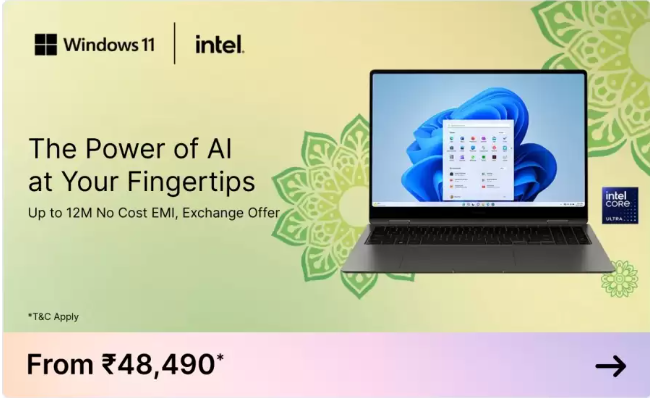 Windows 11
intel.
The Power of AI
at Your Fingertips
Up to 12M No Cost EMI, Exchange Offer
intel
CORE
ULTRA
*T&C Apply
From ₹48,490*